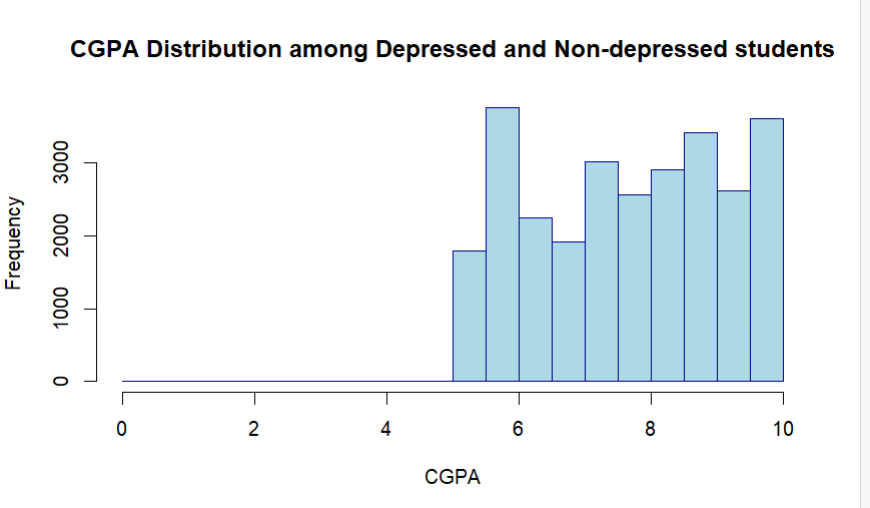 CGPA Distribution among Depressed and Non-depressed students
Frequency
3000
2000
1000
0
0 2 4 6 8 10
CGPA